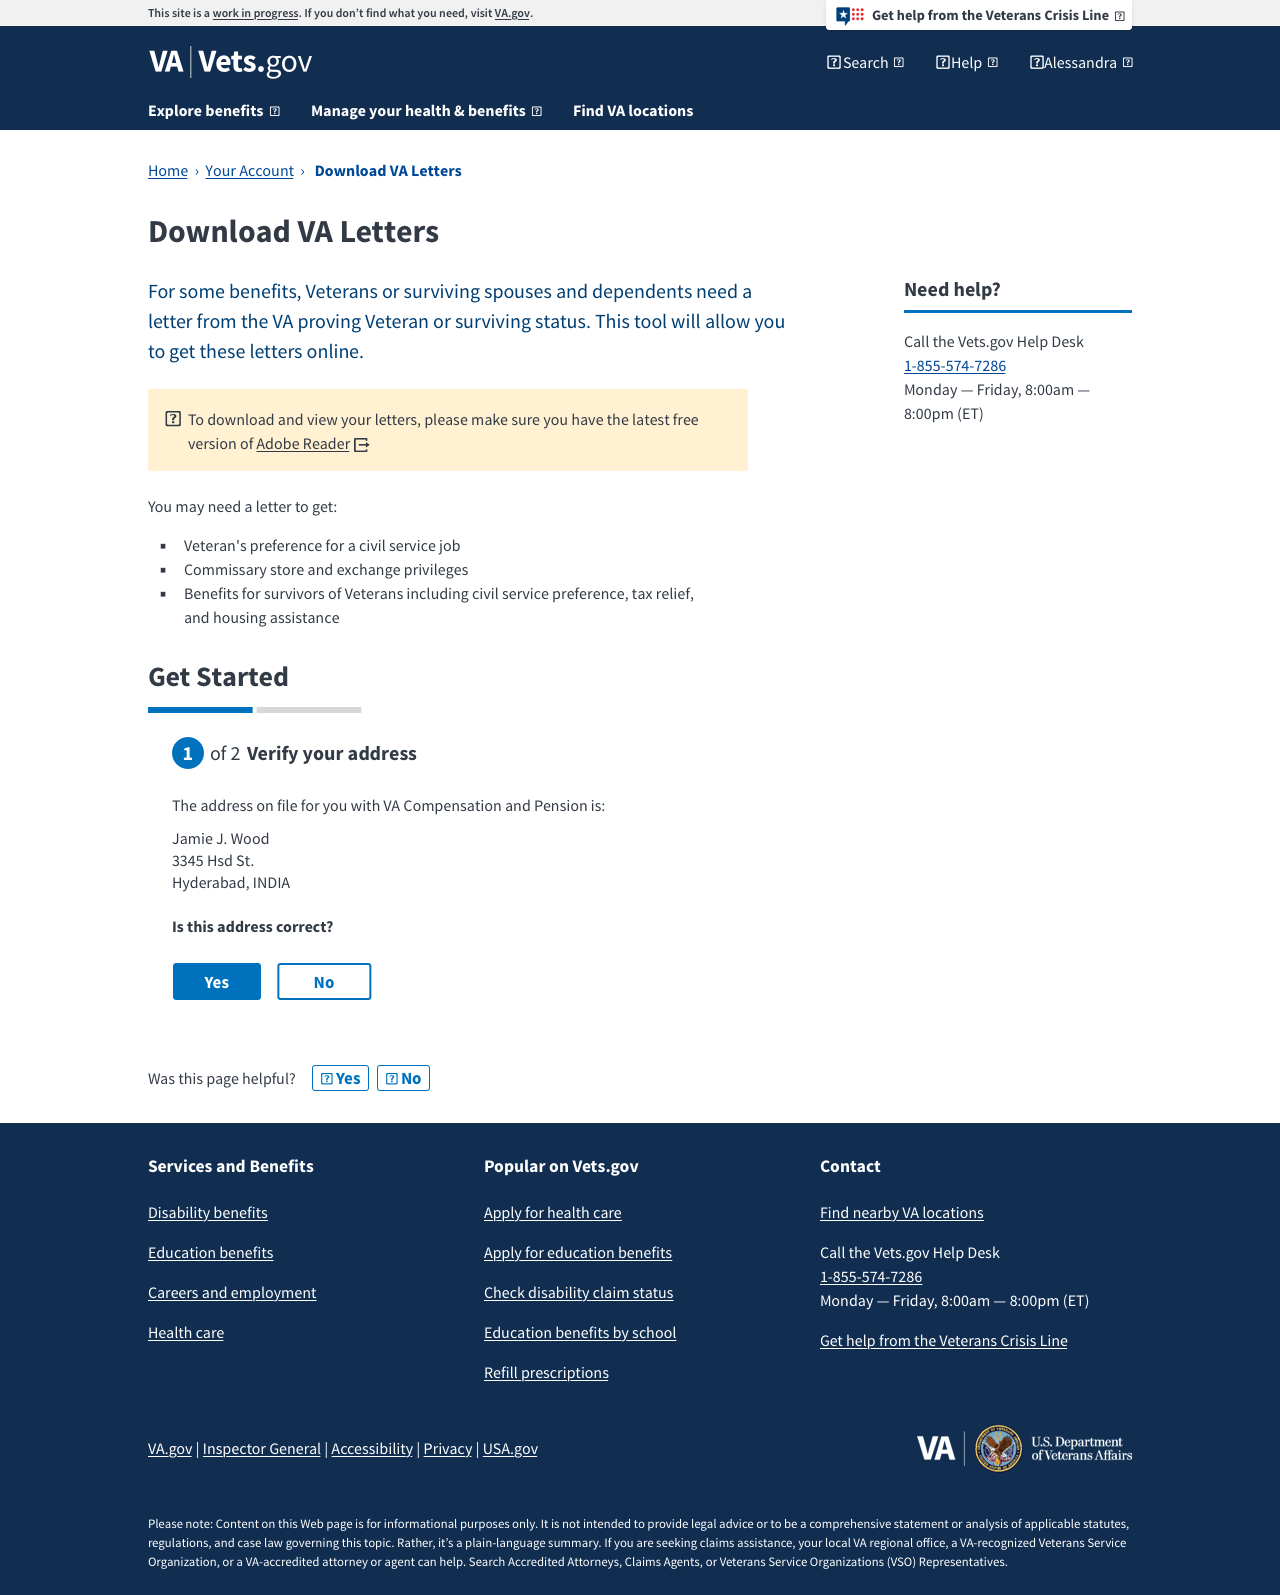 This site is a work in progress. If you don’t find what you need, visit VA.gov.
Get help from the Veterans Crisis Line
VA | Vets.gov
Search
Help
Alessandra
Explore benefits
Manage your health & benefits
Find VA locations
Home › Your Account › Download VA Letters
Download VA Letters
For some benefits, Veterans or surviving spouses and dependents need a
letter from the VA proving Veteran or surviving status. This tool will allow you
to get these letters online.
Need help?
Call the Vets.gov Help Desk
1-855-574-7286
Monday — Friday, 8:00am —
8:00pm (ET)
To download and view your letters, please make sure you have the latest free
version of Adobe Reader
You may need a letter to get:
Veteran's preference for a civil service job
Commissary store and exchange privileges
Benefits for survivors of Veterans including civil service preference, tax relief,
and housing assistance
Get Started
1 of 2 Verify your address
The address on file for you with VA Compensation and Pension is:
Jamie J. Wood
3345 Hsd St.
Hyderabad, INDIA
Is this address correct?
Yes
No
Was this page helpful?
Yes
No
Services and Benefits
Disability benefits
Education benefits
Careers and employment
Health care
Popular on Vets.gov
Apply for health care
Apply for education benefits
Check disability claim status
Education benefits by school
Refill prescriptions
Contact
Find nearby VA locations
Call the Vets.gov Help Desk
1-855-574-7286
Monday — Friday, 8:00am — 8:00pm (ET)
Get help from the Veterans Crisis Line
VA.gov | Inspector General | Accessibility | Privacy | USA.gov
VA
U.S. Department
of Veterans Affairs
Please note: Content on this Web page is for informational purposes only. It is not intended to provide legal advice or to be a comprehensive statement or analysis of applicable statutes,
regulations, and case law governing this topic. Rather, it’s a plain-language summary. If you are seeking claims assistance, your local VA regional office, a VA-recognized Veterans Service
Organization, or a VA-accredited attorney or agent can help. Search Accredited Attorneys, Claims Agents, or Veterans Service Organizations (VSO) Representatives.